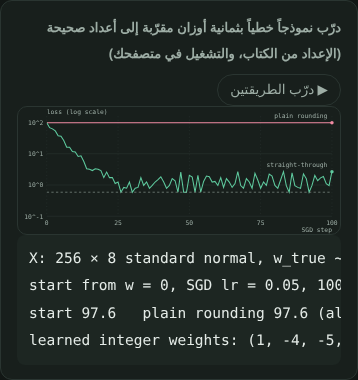 درّب نموذجاً خطياً بثمانية أوزان مقرّبة إلى أعداد صحيحة
(الإعداد من الكتاب، والتشغيل في متصفحك)
▶ درّب الطريقتين
loss (log scale)
plain rounding
10^2
10^1
straight-through
10^0
10^-1
0 25 50 75 100
SGD step
X: 256 × 8 standard normal, w_true ~
start from w = 0, SGD lr = 0.05, 100
start 97.6 plain rounding 97.6 (al
learned integer weights: (1, -4, -5,